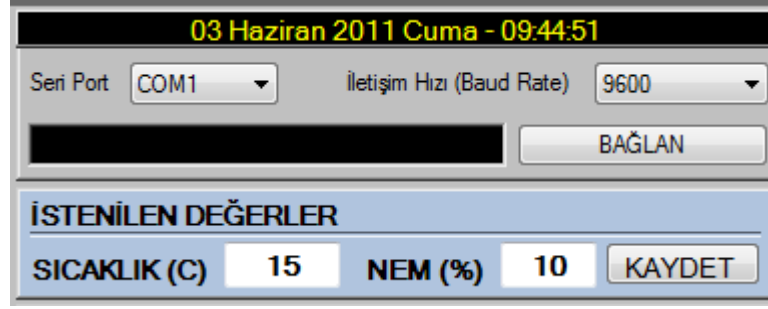 03 Haziran 2011 Cuma - 09:44:51
Seri Port COM1 İletişim Hızı (Baud Rate) 9600
BAĞLAN
İSTENİLEN DEĞERLER
SICAKLIK (C) 15 NEM (%) 10 KAYDET